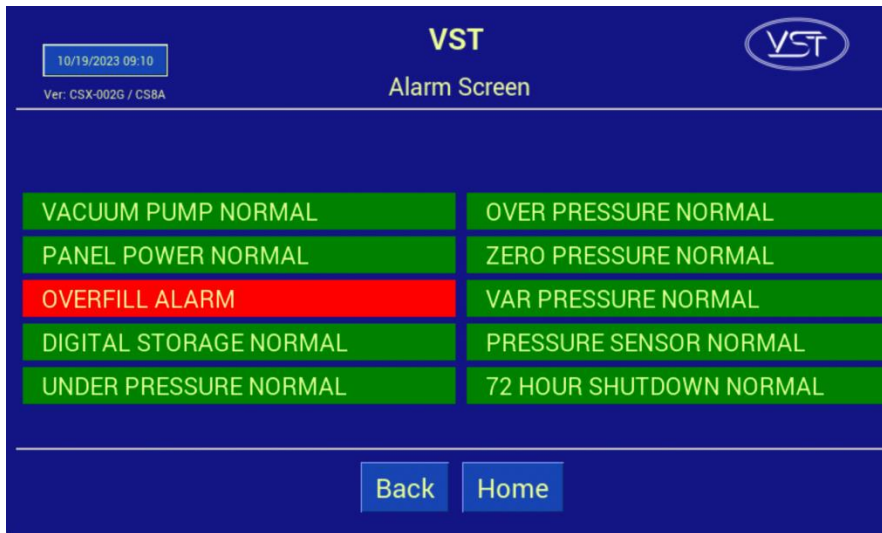 VST
10/19/2023 09:10
VST
Alarm Screen
Ver: CSX-002G / CS8A
VACUUM PUMP NORMAL
OVER PRESSURE NORMAL
PANEL POWER NORMAL
ZERO PRESSURE NORMAL
OVERFILL ALARM
VAR PRESSURE NORMAL
DIGITAL STORAGE NORMAL
PRESSURE SENSOR NORMAL
UNDER PRESSURE NORMAL
72 HOUR SHUTDOWN NORMAL
Back
Home